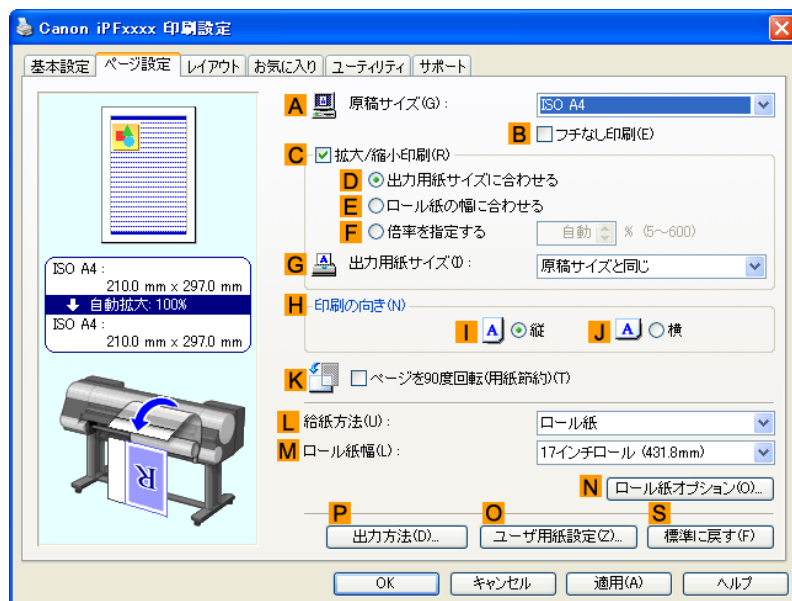 Canon iPFxxxx 印刷設定
基本設定 ページ設定 レイアウト お気に入り ユーティリティ サポート
A 原稿サイズ(G): ISO A4
B フチなし印刷(E)
C 拡大/縮小印刷(R)
D 出力用紙サイズに合わせる
E ロール紙の幅に合わせる
F 倍率を指定する 自動 % (5～600)
G 出力用紙サイズ(I): 原稿サイズと同じ
ISO A4:
210.0 mm x 297.0 mm
自動拡大: 100%
ISO A4:
210.0 mm x 297.0 mm
H 印刷の向き(N)
I A 縦 J A 横
K ページを90度回転(用紙節約)(T)
L 給紙方法(U): ロール紙
M ロール紙幅(L): 17インチロール (431.8mm)
R
N ロール紙オプション(O)...
P O S
出力方法(D)... ユーザ用紙設定(Z)... 標準に戻す(F)
OK キャンセル 適用(A) ヘルプ